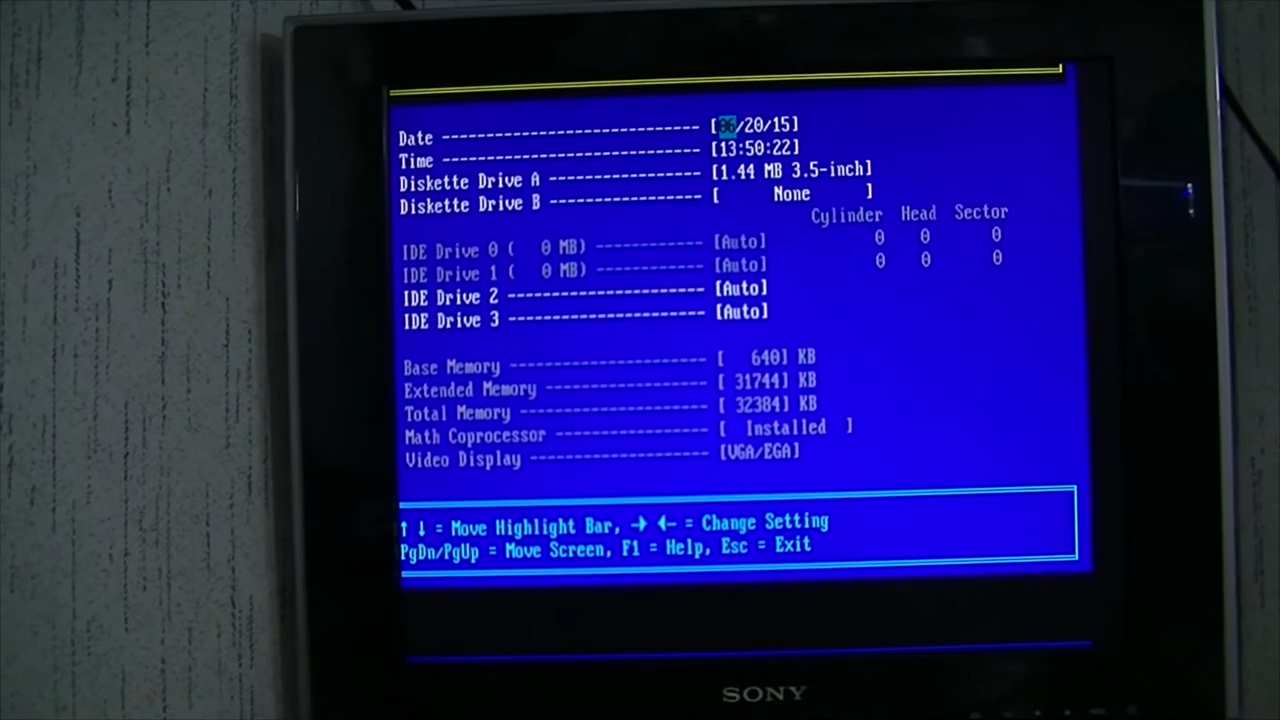 Date ----------------------------- [06/20/15]
Time ----------------------------- [13:50:22]
Diskette Drive A ----------------- [1.44 MB 3.5-inch]
Diskette Drive B ----------------- [ None ]
Cylinder Head Sector
IDE Drive 0 ( 0 MB) ------------ [Auto] 0 0 0
IDE Drive 1 ( 0 MB) ------------ [Auto] 0 0 0
IDE Drive 2 ---------------------- [Auto]
IDE Drive 3 ---------------------- [Auto]
Base Memory ---------------------- [ 640] KB
Extended Memory ------------------ [ 31744] KB
Total Memory --------------------- [ 32384] KB
Math Coprocessor ----------------- [ Installed ]
Video Display -------------------- [VGA/EGA]
↑ ↓ = Move Highlight Bar, → ← = Change Setting
PgDn/PgUp = Move Screen, F1 = Help, Esc = Exit
SONY